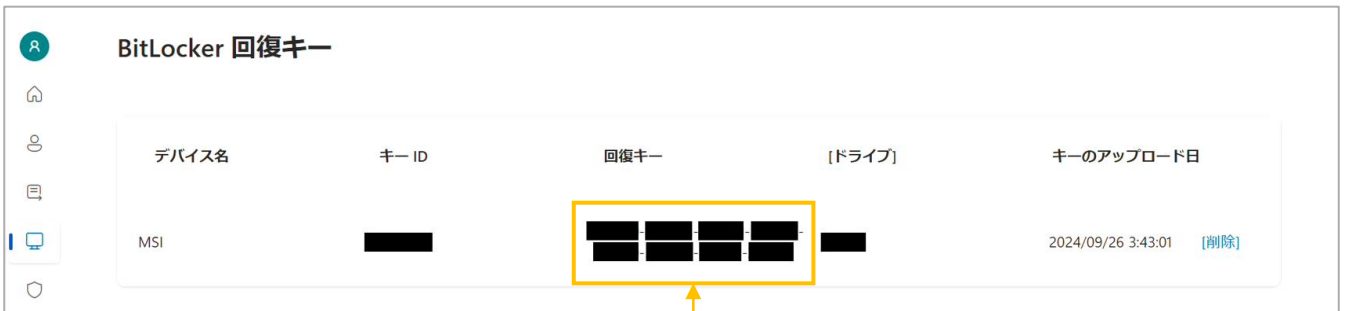 BitLocker 回復キー
デバイス名 キー ID 回復キー [ドライブ] キーのアップロード日
MSI - - - - - - - 2024/09/26 3:43:01 [削除]